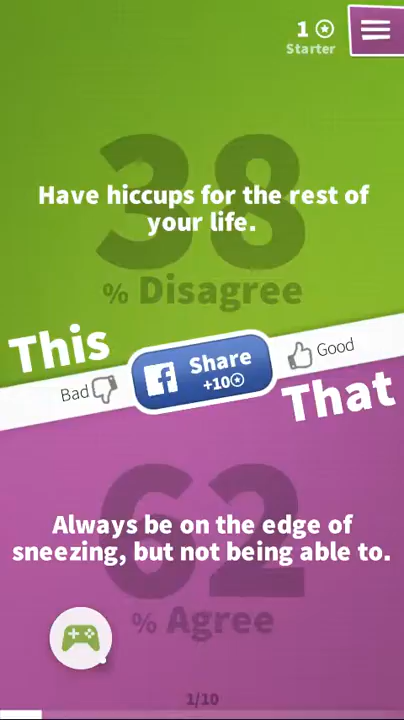 1
Starter
38
Have hiccups for the rest of
your life.
% Disagree
This
Bad
f Share
+10
Good
That
62
Always be on the edge of
sneezing, but not being able to.
% Agree
1/10